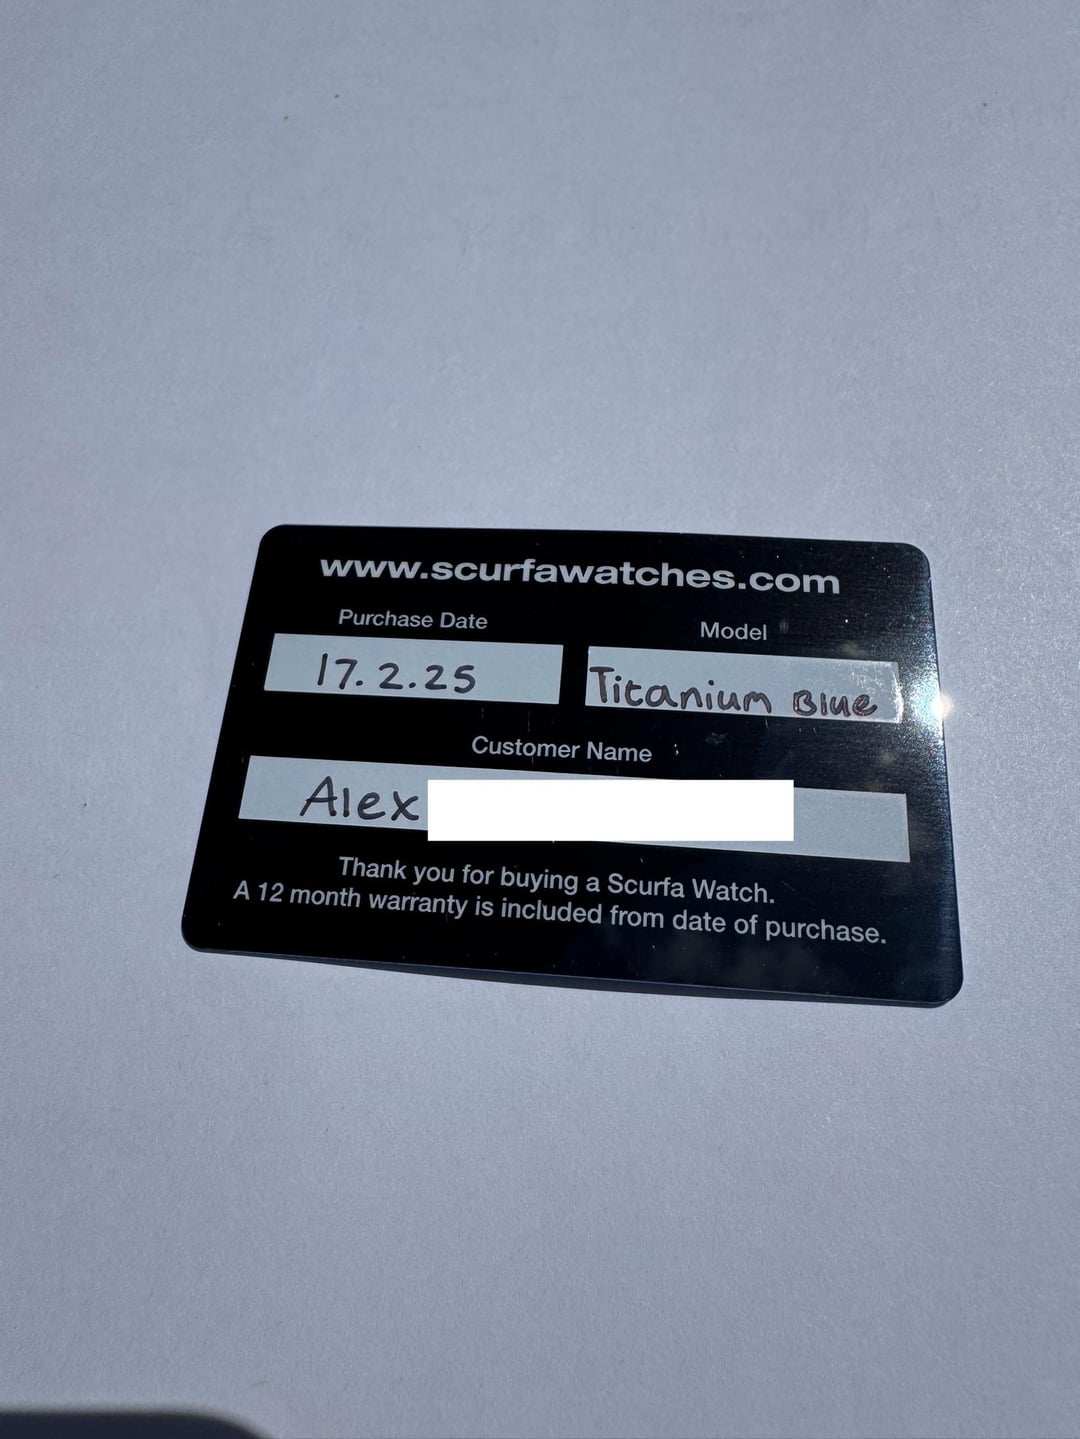 www.scurfawatches.com
Purchase Date Model
17.2.25 Titanium Blue
Customer Name
Alex
Thank you for buying a Scurfa Watch.
A 12 month warranty is included from date of purchase.